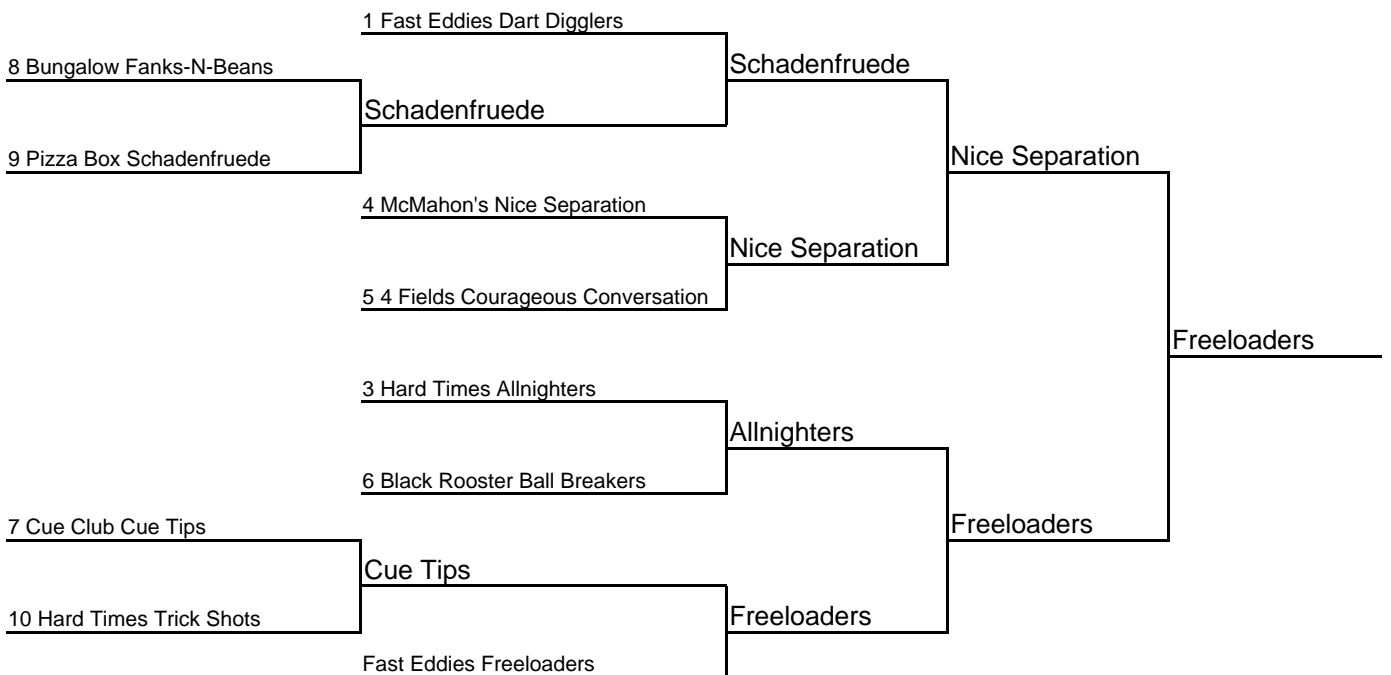 1 Fast Eddies Dart Digglers
8 Bungalow Fanks-N-Beans
Schadenfruede
Schadenfruede
9 Pizza Box Schadenfruede
Nice Separation
4 McMahon's Nice Separation
Nice Separation
5 4 Fields Courageous Conversation
Freeloaders
3 Hard Times Allnighters
Allnighters
6 Black Rooster Ball Breakers
7 Cue Club Cue Tips
Freeloaders
Cue Tips
10 Hard Times Trick Shots
Freeloaders
Fast Eddies Freeloaders